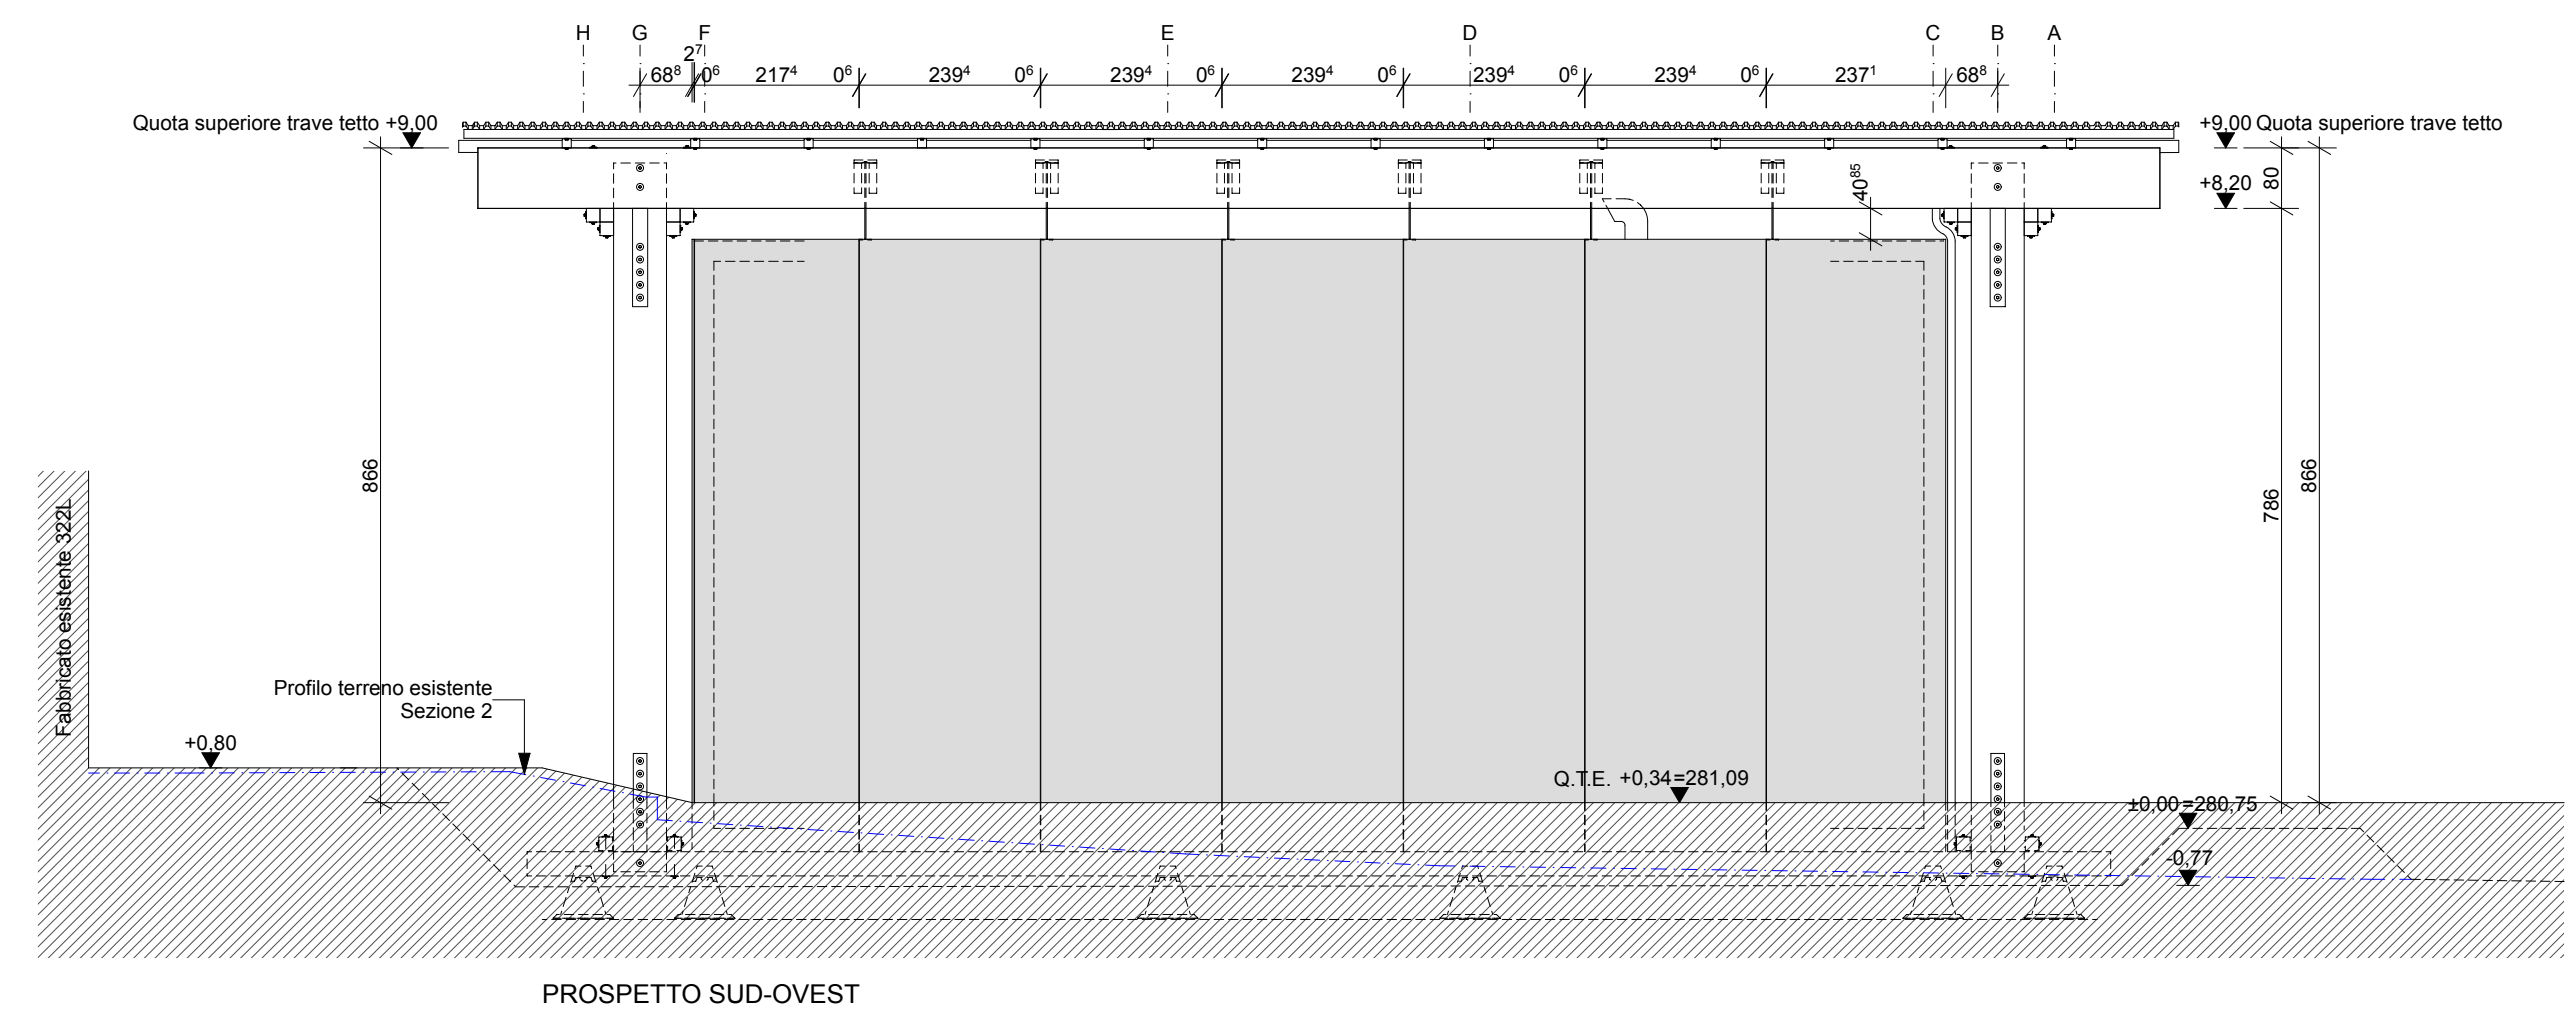 H G F E D C B A
2⁷
68⁸ 0⁶ 217⁴ 0⁶ 239⁴ 0⁶ 239⁴ 0⁶ 239⁴ 0⁶ 239⁴ 0⁶ 239⁴ 0⁶ 237¹ 68⁸
Quota superiore trave tetto +9,00
+9,00 Quota superiore trave tetto
+8,20
80
40⁸⁵
866
786
866
Fabbricato esistente 322L
Profilo terreno esistente
Sezione 2
+0,80
Q.T.E. +0,34=281,09
±0,00=280,75
-0,77
PROSPETTO SUD-OVEST